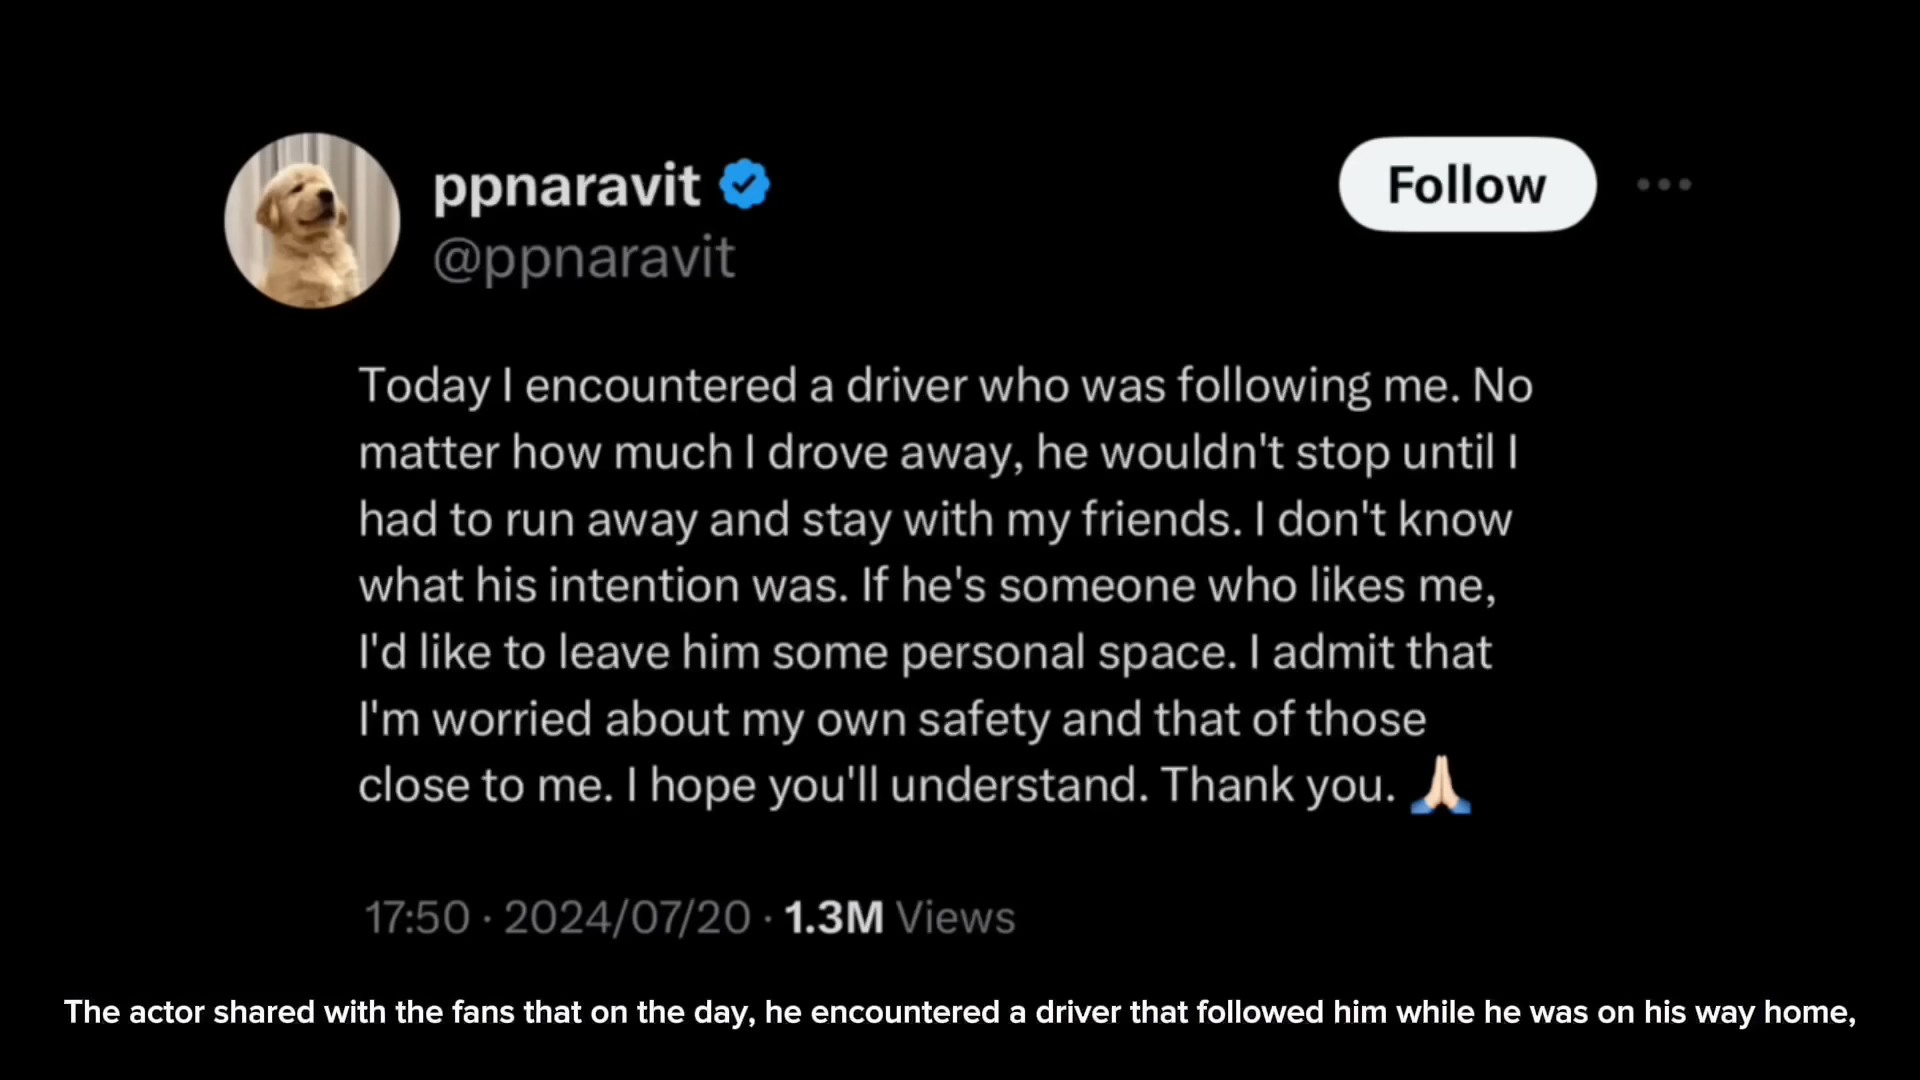 ppnaravit
Follow
@ppnaravit
Today I encountered a driver who was following me. No
matter how much I drove away, he wouldn't stop until I
had to run away and stay with my friends. I don't know
what his intention was. If he's someone who likes me,
I'd like to leave him some personal space. I admit that
I'm worried about my own safety and that of those
close to me. I hope you'll understand. Thank you. 🙏🏻
17:50 · 2024/07/20 · 1.3M Views
The actor shared with the fans that on the day, he encountered a driver that followed him while he was on his way home,